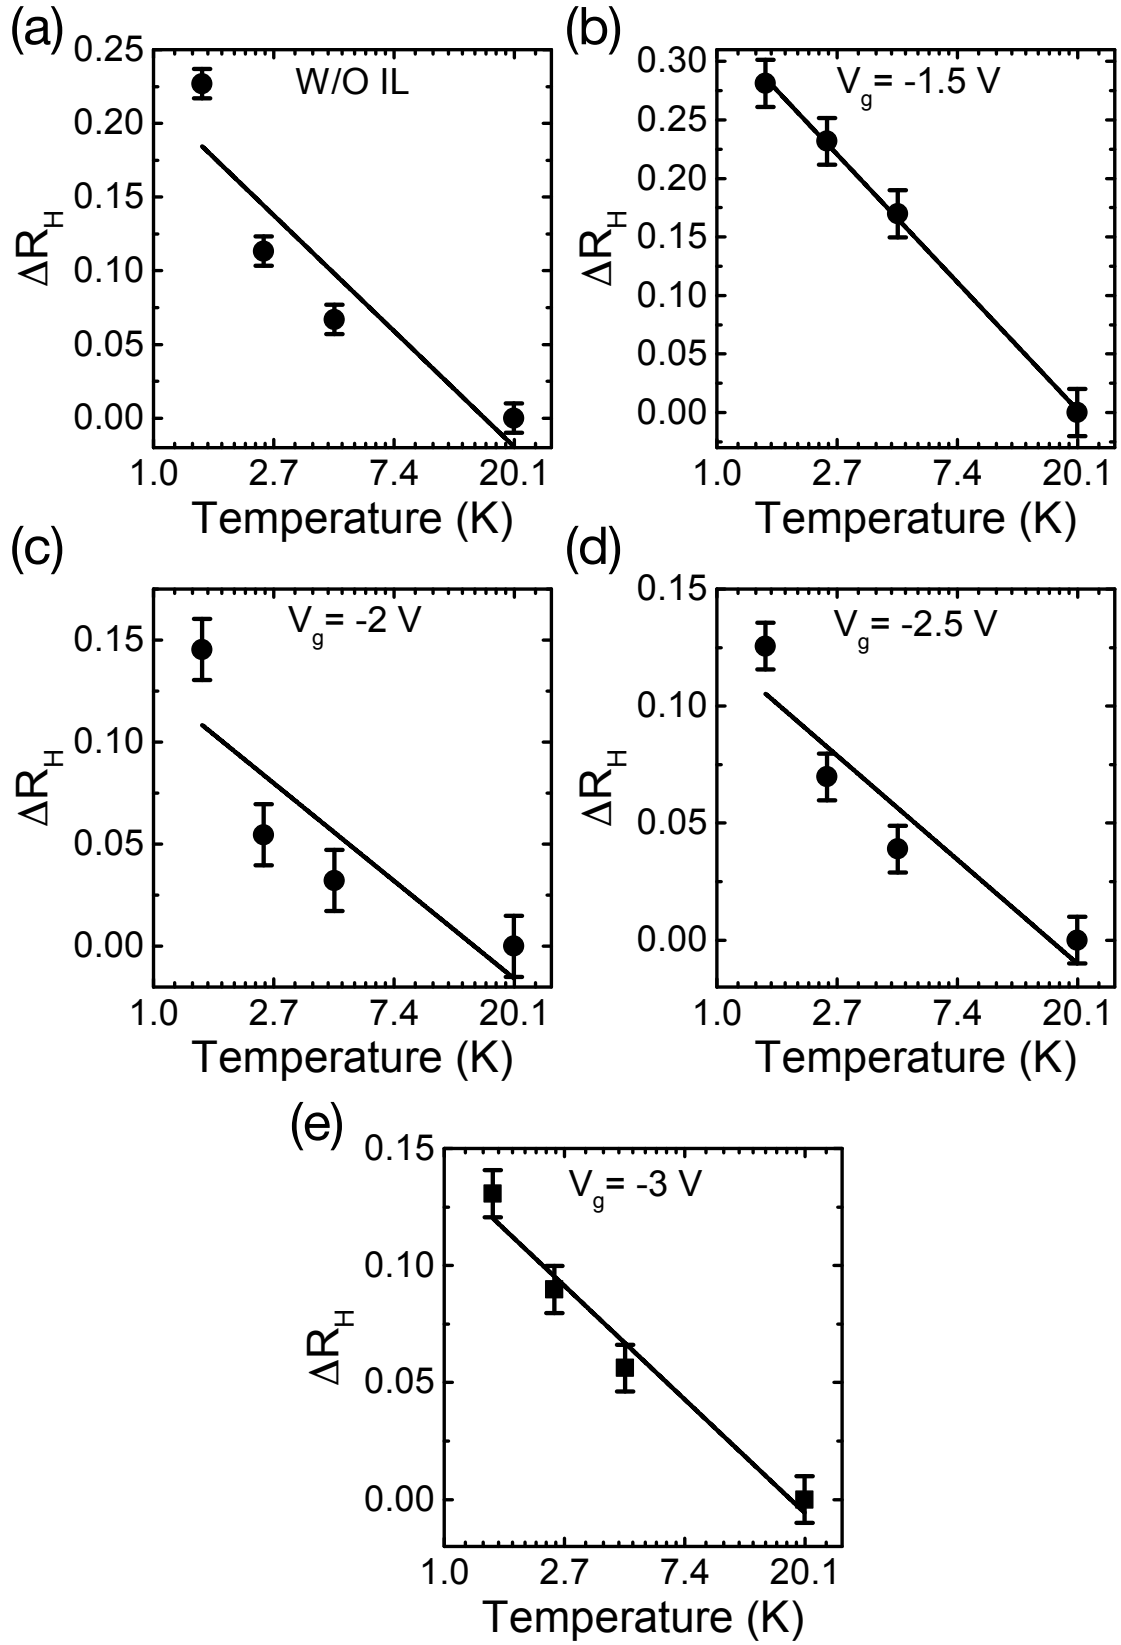 (a)
W/O IL
0.25
0.20
0.15
0.10
0.05
0.00
ΔR_H
1.0 2.7 7.4 20.1
Temperature (K)
(b)
V_g= -1.5 V
0.30
0.25
0.20
0.15
0.10
0.05
0.00
ΔR_H
1.0 2.7 7.4 20.1
Temperature (K)
(c)
V_g= -2 V
0.15
0.10
0.05
0.00
ΔR_H
1.0 2.7 7.4 20.1
Temperature (K)
(d)
V_g= -2.5 V
0.15
0.10
0.05
0.00
ΔR_H
1.0 2.7 7.4 20.1
Temperature (K)
(e)
V_g= -3 V
0.15
0.10
0.05
0.00
ΔR_H
1.0 2.7 7.4 20.1
Temperature (K)